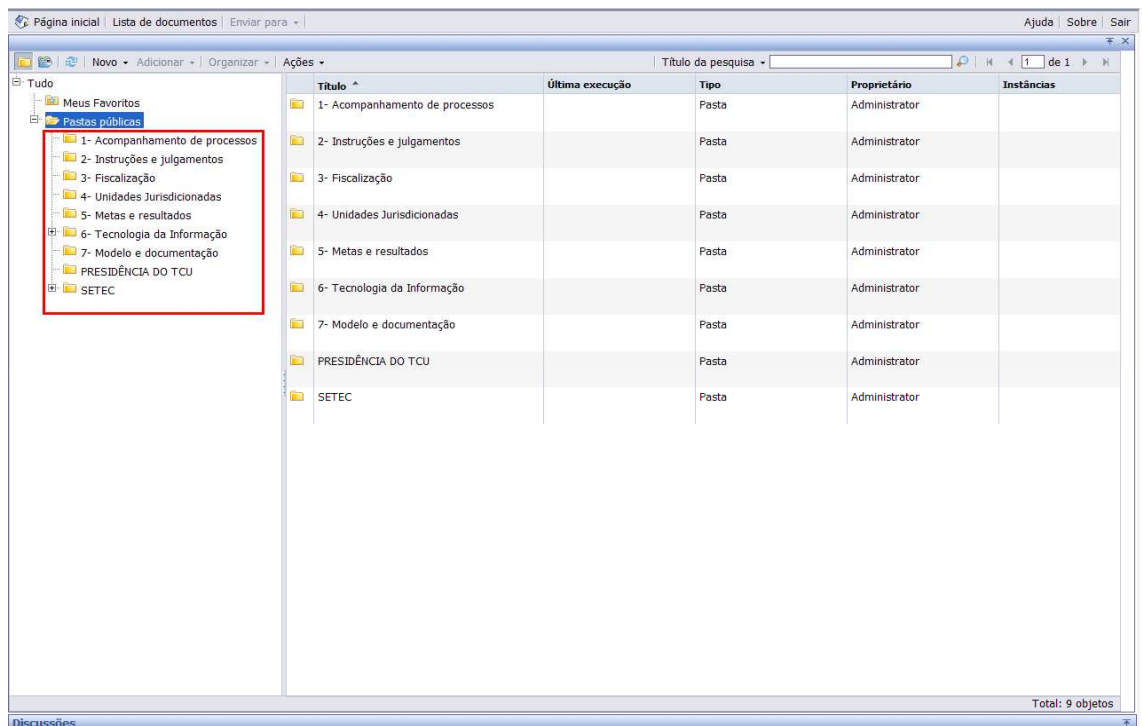 Página inicial Lista de documentos Enviar para Ajuda Sobre Sair
Novo Adicionar Organizar Ações Título da pesquisa 1 de 1
Tudo
Meus Favoritos
Pastas públicas
1- Acompanhamento de processos
2- Instruções e julgamentos
3- Fiscalização
4- Unidades Jurisdicionadas
5- Metas e resultados
6- Tecnologia da Informação
7- Modelo e documentação
PRESIDÊNCIA DO TCU
SETEC
Título Última execução Tipo Proprietário Instâncias
1- Acompanhamento de processos Pasta Administrator
2- Instruções e julgamentos Pasta Administrator
3- Fiscalização Pasta Administrator
4- Unidades Jurisdicionadas Pasta Administrator
5- Metas e resultados Pasta Administrator
6- Tecnologia da Informação Pasta Administrator
7- Modelo e documentação Pasta Administrator
PRESIDÊNCIA DO TCU Pasta Administrator
SETEC Pasta Administrator
Total: 9 objetos
Discussões